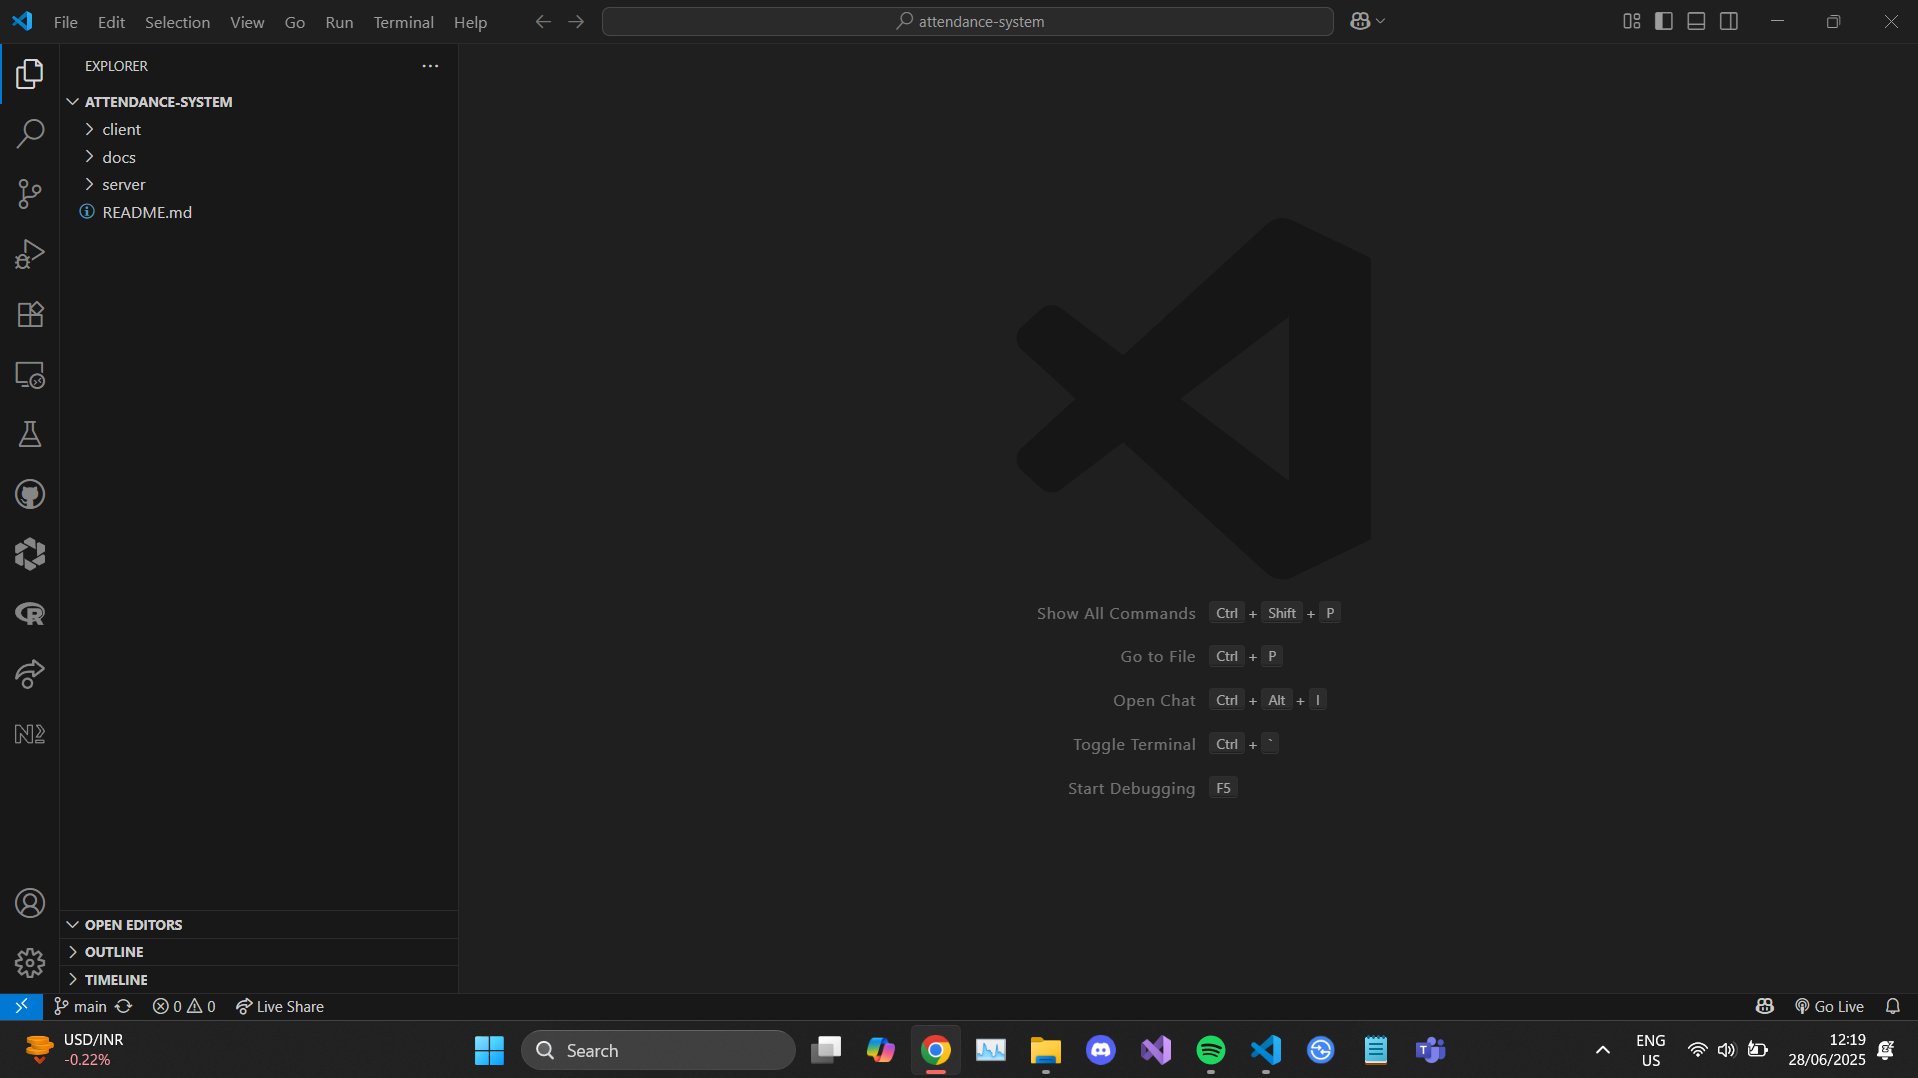 File Edit Selection View Go Run Terminal Help
attendance-system
EXPLORER
ATTENDANCE-SYSTEM
client
docs
server
README.md
Show All Commands Ctrl + Shift + P
Go to File Ctrl + P
Open Chat Ctrl + Alt + I
Toggle Terminal Ctrl + `
Start Debugging F5
OPEN EDITORS
OUTLINE
TIMELINE
main 0 0 Live Share Go Live
USD/INR
-0.22%
Search
ENG
US
12:19
28/06/2025